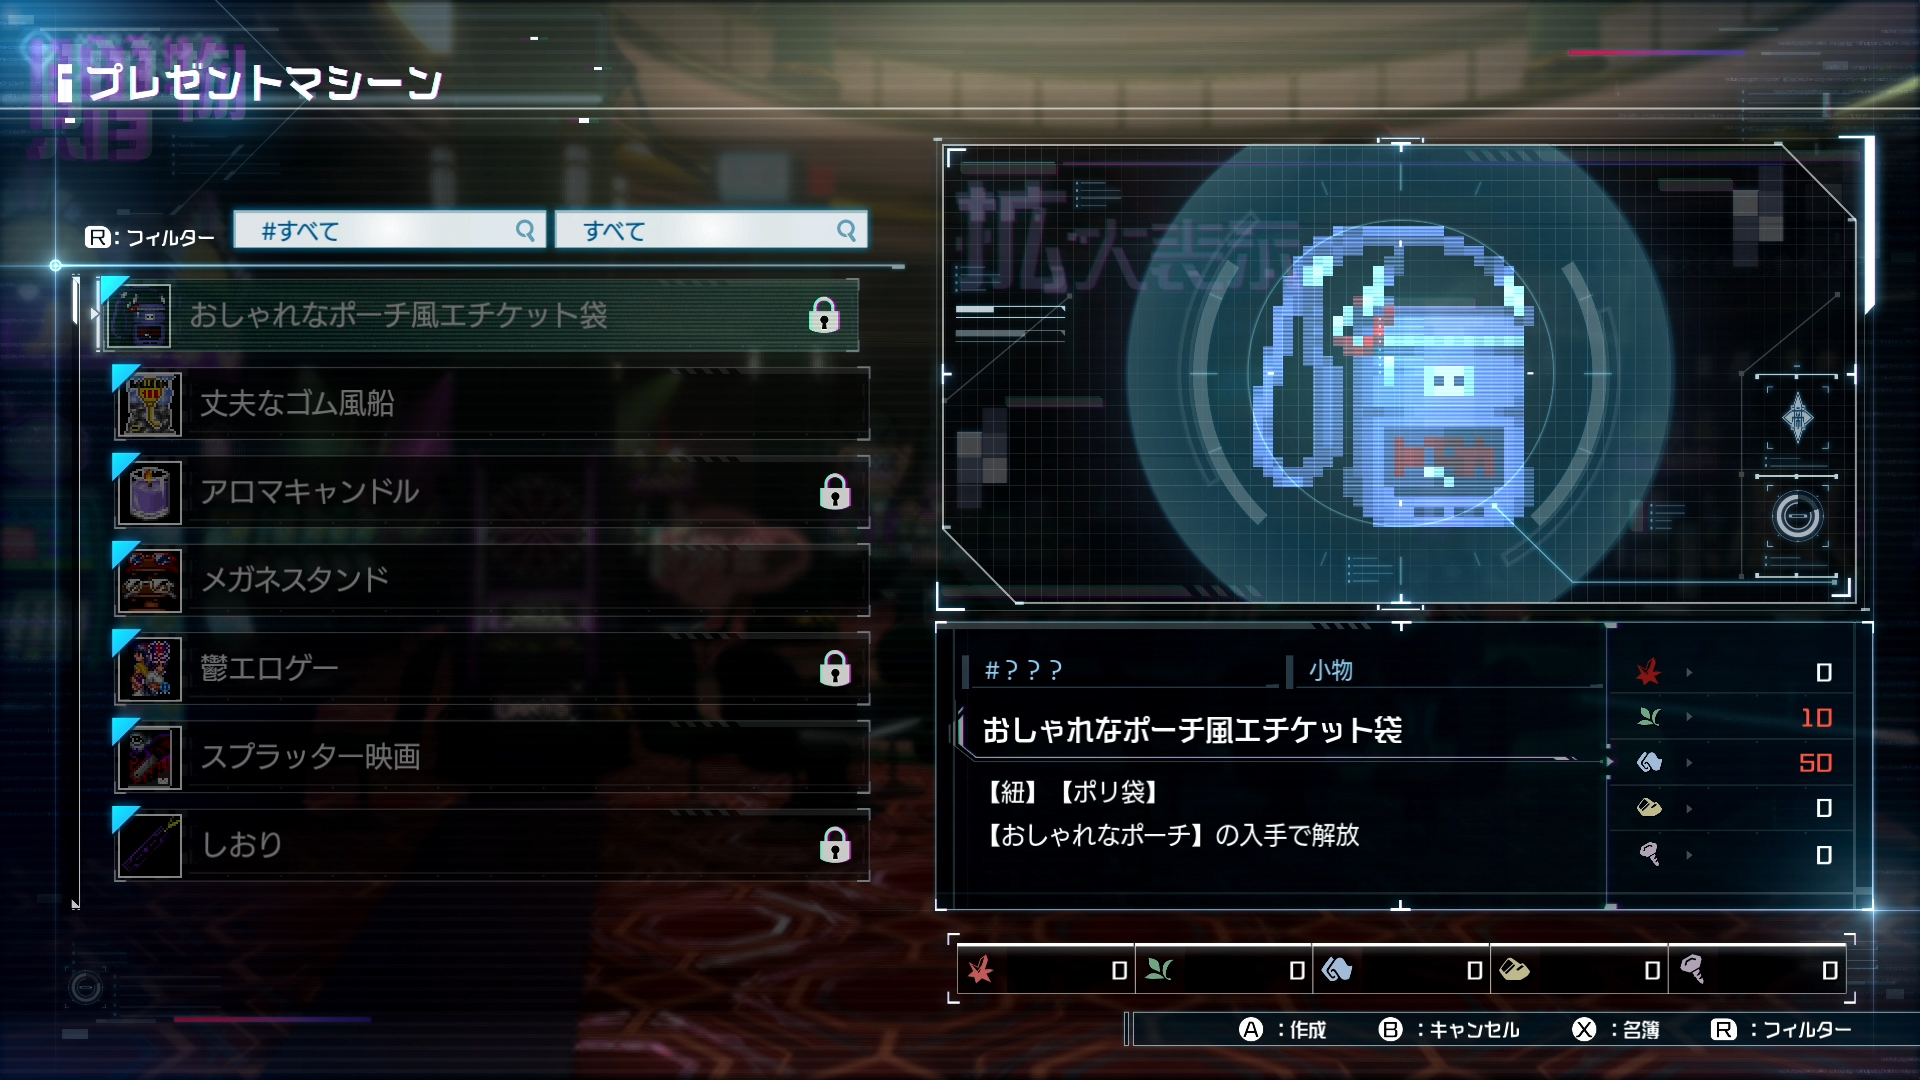 プレゼントマシーン
購物
R：フィルター
#すべて
すべて
おしゃれなポーチ風エチケット袋
丈夫なゴム風船
アロマキャンドル
メガネスタンド
鬱エロゲー
スプラッター映画
しおり
拡大表示
#？？？
小物
おしゃれなポーチ風エチケット袋
【紐】【ポリ袋】
【おしゃれなポーチ】の入手で解放
0
10
50
0
0
0 0 0 0 0
A：作成 B：キャンセル X：名簿 R：フィルター